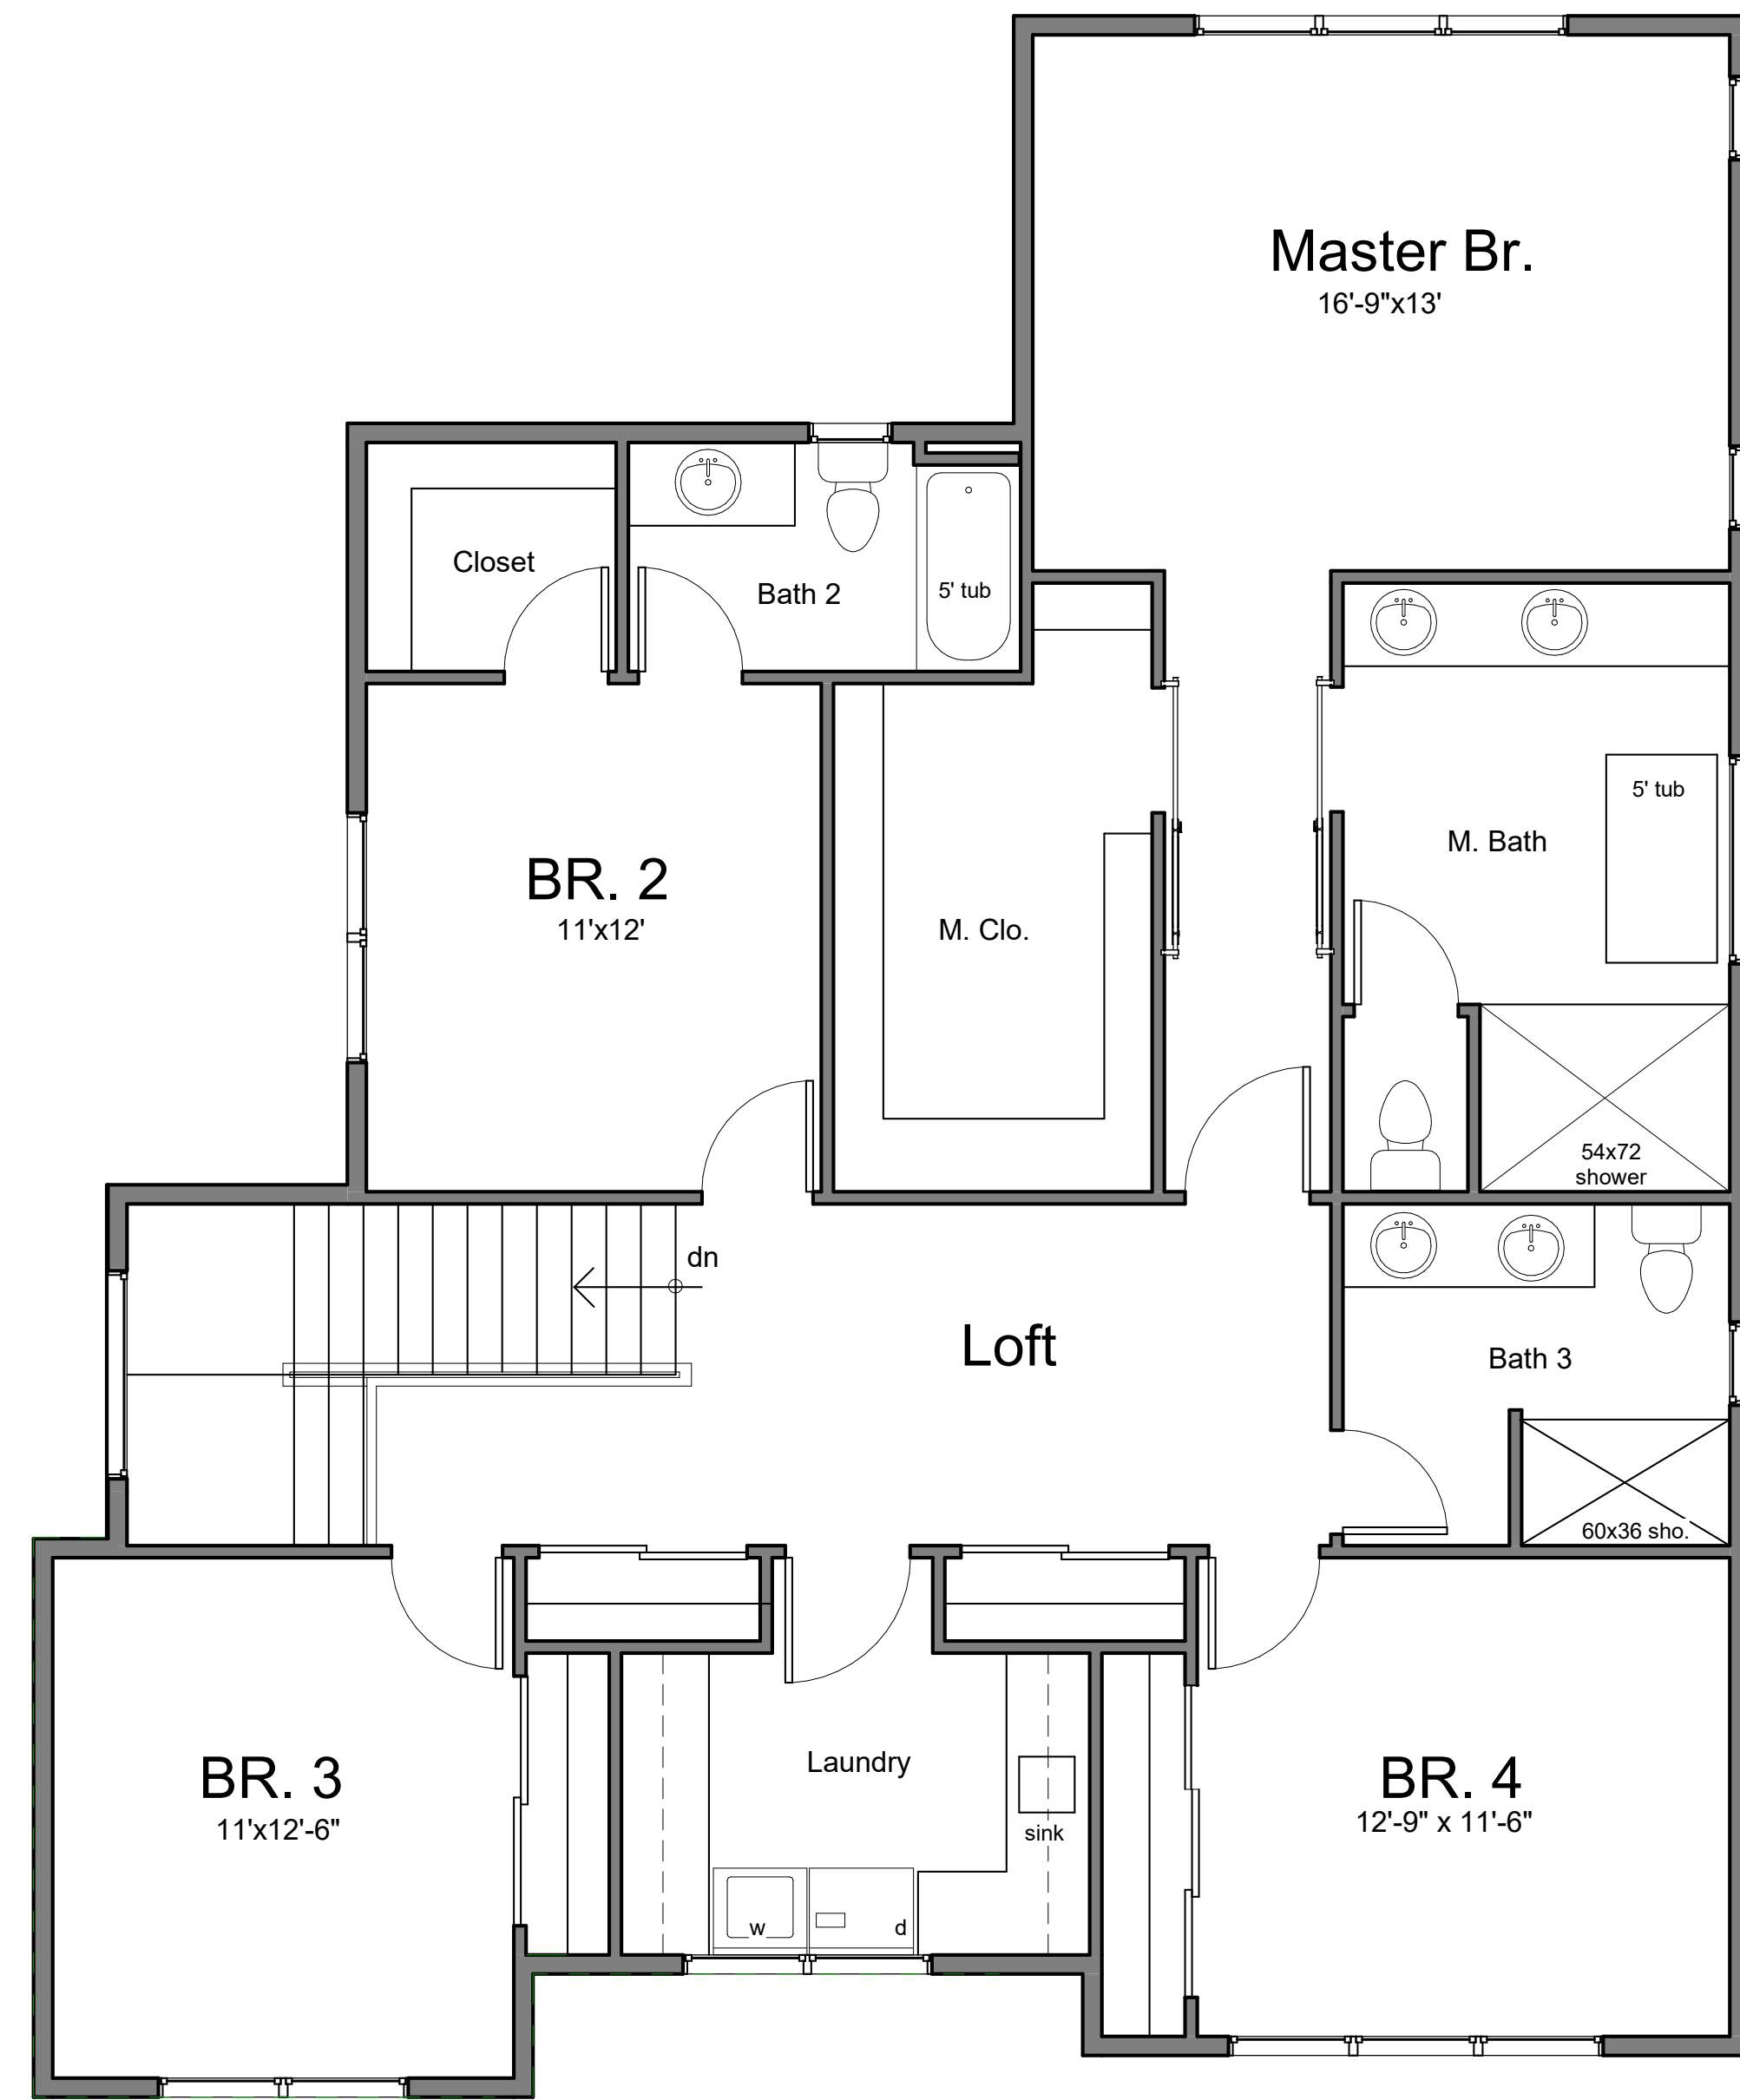 Master Br.
16'-9"x13'
Closet
Bath 2
5' tub
5' tub
M. Bath
BR. 2
11'x12'
M. Clo.
54x72
shower
dn
Loft
Bath 3
60x36 sho.
Laundry
BR. 3
11'x12'-6"
BR. 4
12'-9" x 11'-6"
sink
w
d